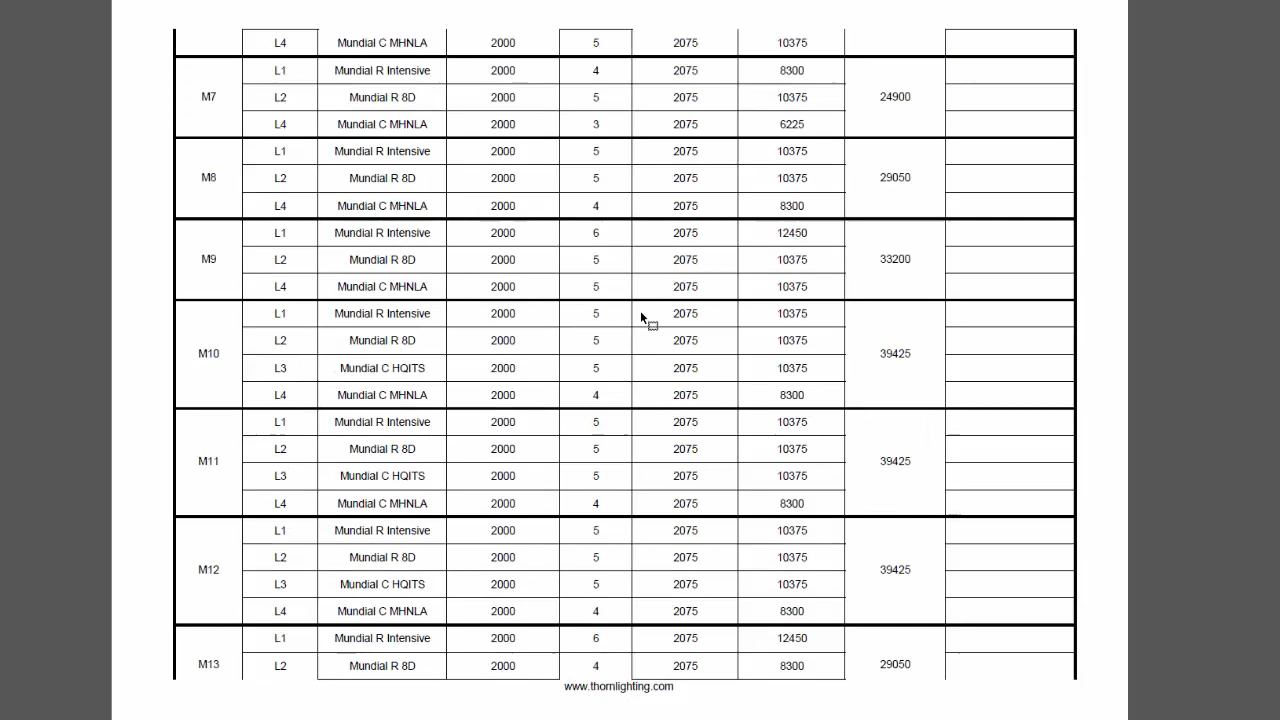 L4 Mundial C MHNLA 2000 5 2075 10375
L1 Mundial R Intensive 2000 4 2075 8300
M7 L2 Mundial R 8D 2000 5 2075 10375 24900
L4 Mundial C MHNLA 2000 3 2075 6225
L1 Mundial R Intensive 2000 5 2075 10375
M8 L2 Mundial R 8D 2000 5 2075 10375 29050
L4 Mundial C MHNLA 2000 4 2075 8300
L1 Mundial R Intensive 2000 6 2075 12450
M9 L2 Mundial R 8D 2000 5 2075 10375 33200
L4 Mundial C MHNLA 2000 5 2075 10375
L1 Mundial R Intensive 2000 5 2075 10375
L2 Mundial R 8D 2000 5 2075 10375
M10 39425
L3 Mundial C HQITS 2000 5 2075 10375
L4 Mundial C MHNLA 2000 4 2075 8300
L1 Mundial R Intensive 2000 5 2075 10375
L2 Mundial R 8D 2000 5 2075 10375
M11 39425
L3 Mundial C HQITS 2000 5 2075 10375
L4 Mundial C MHNLA 2000 4 2075 8300
L1 Mundial R Intensive 2000 5 2075 10375
L2 Mundial R 8D 2000 5 2075 10375
M12 39425
L3 Mundial C HQITS 2000 5 2075 10375
L4 Mundial C MHNLA 2000 4 2075 8300
L1 Mundial R Intensive 2000 6 2075 12450
M13 L2 Mundial R 8D 2000 4 2075 8300 29050
www.thornlighting.com